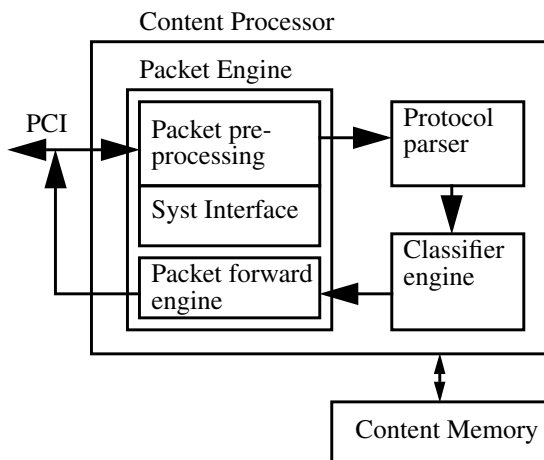 Content Processor
Packet Engine
PCI
Packet pre-
processing
Syst Interface
Packet forward
engine
Protocol
parser
Classifier
engine
Content Memory